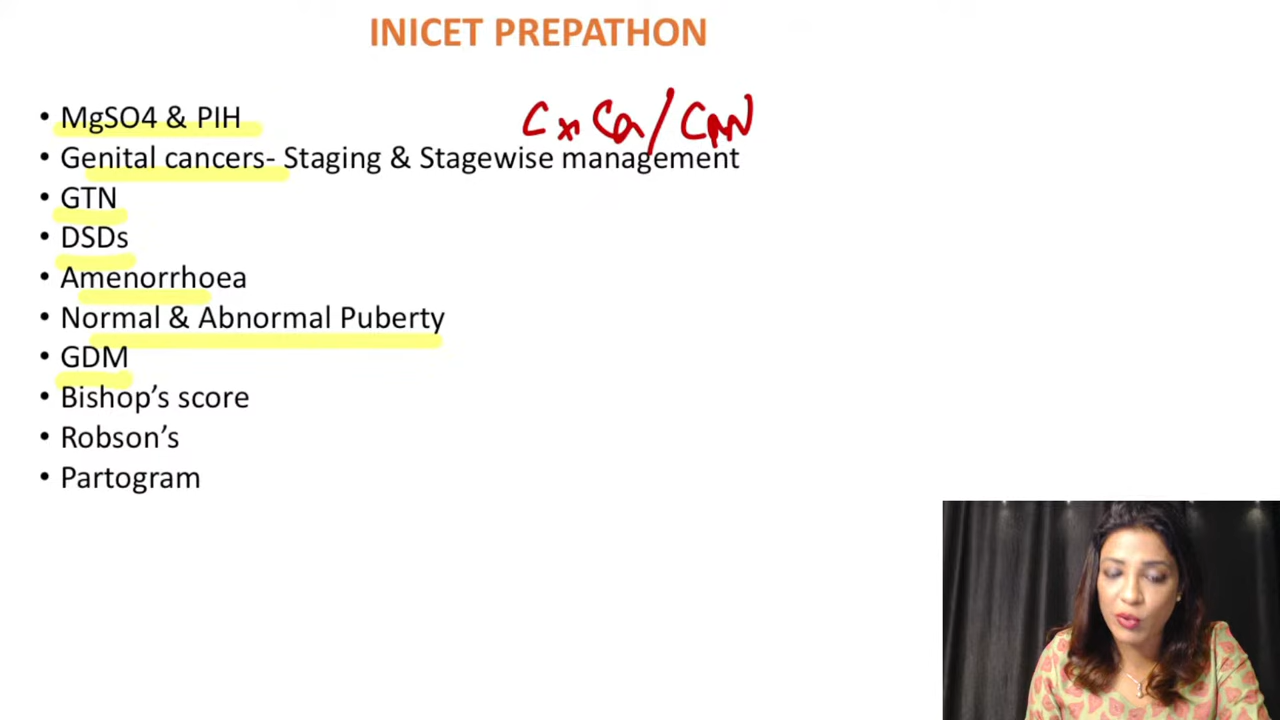 INICET PREPATHON
• MgSO4 & PIH
Cx Ca /
• Genital cancers- Staging & Stagewise management
• GTN
• DSDs
• Amenorrhoea
• Normal & Abnormal Puberty
• GDM
• Bishop's score
• Robson's
• Partogram